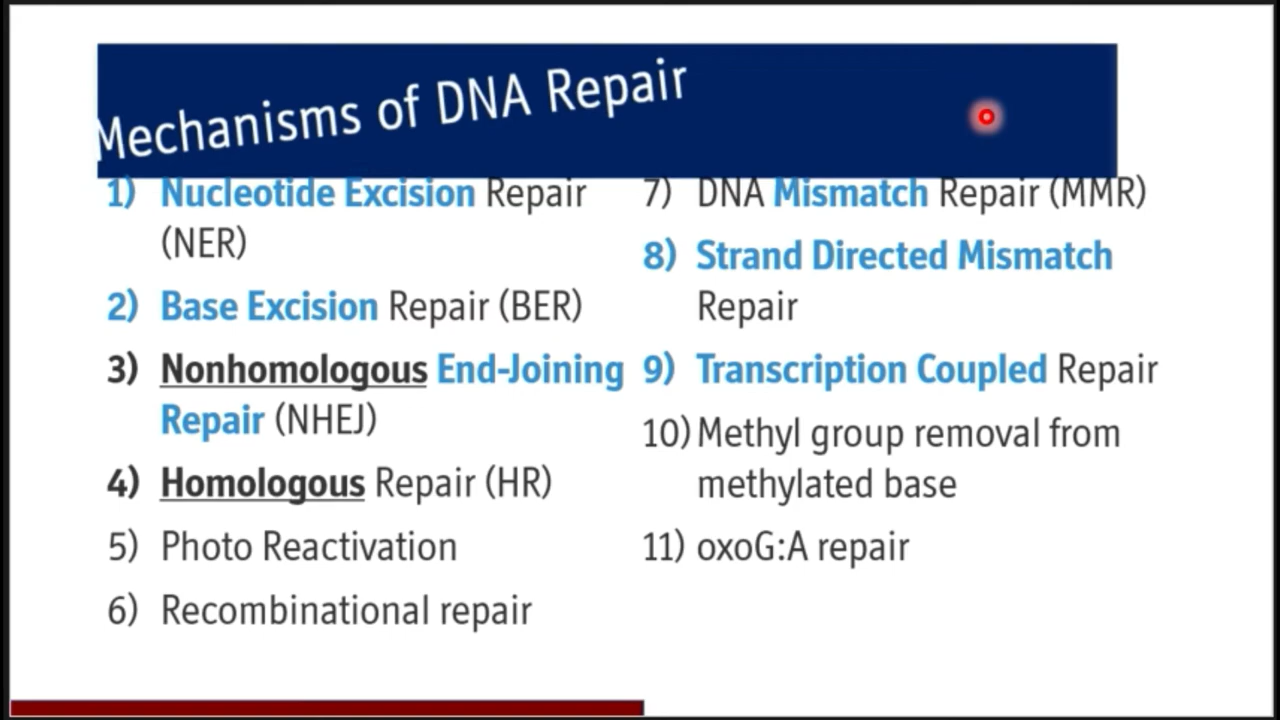 Mechanisms of DNA Repair
1) Nucleotide Excision Repair
(NER)
2) Base Excision Repair (BER)
3) Nonhomologous End-Joining
Repair (NHEJ)
4) Homologous Repair (HR)
5) Photo Reactivation
6) Recombinational repair
7) DNA Mismatch Repair (MMR)
8) Strand Directed Mismatch
Repair
9) Transcription Coupled Repair
10) Methyl group removal from
methylated base
11) oxoG:A repair